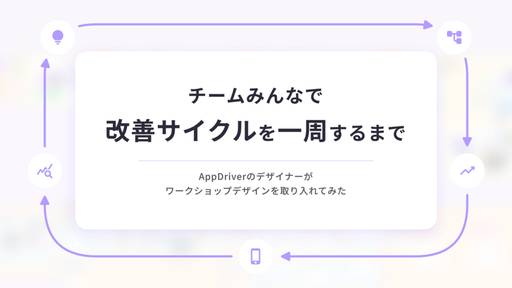 チームみんなで
改善サイクルを一周するまで
AppDriverのデザイナーが
ワークショップデザインを取り入れてみた